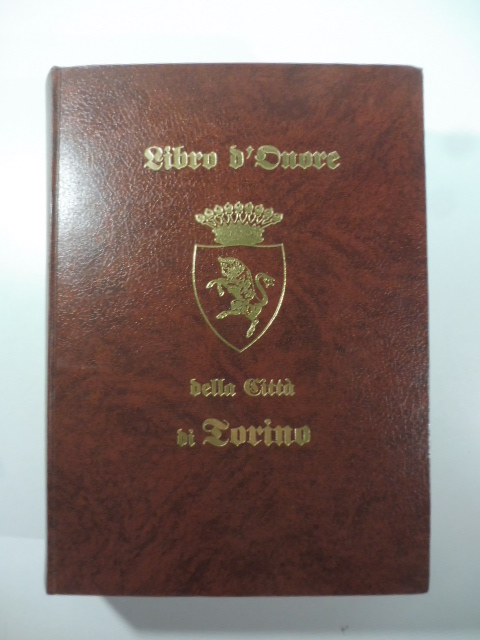 Libro d'Onore
della Città
di Torino